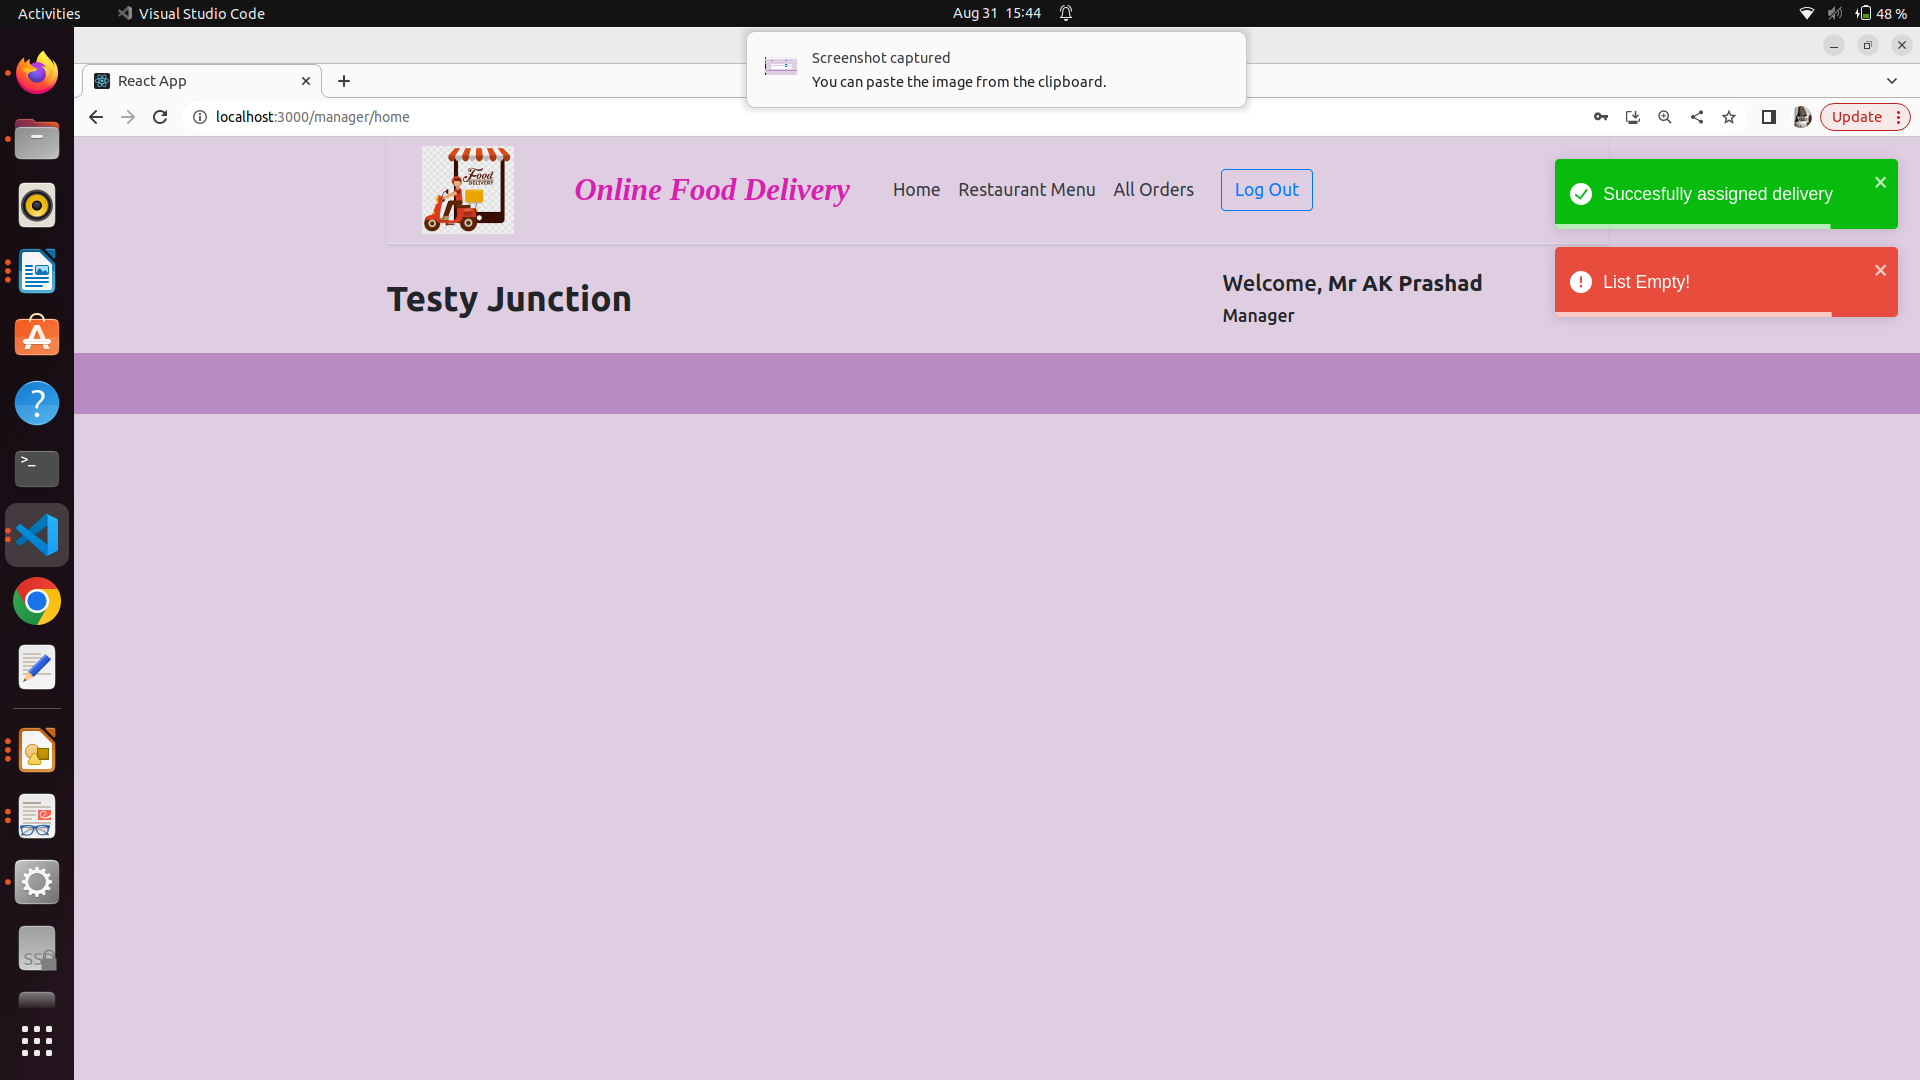 Activities
Visual Studio Code
Aug 31 15:44
48 %
Screenshot captured
You can paste the image from the clipboard.
React App
localhost:3000/manager/home
Update
Food
DELIVERY
Online Food Delivery
Home
Restaurant Menu
All Orders
Log Out
Succesfully assigned delivery
List Empty!
Testy Junction
Welcome, Mr AK Prashad
Manager